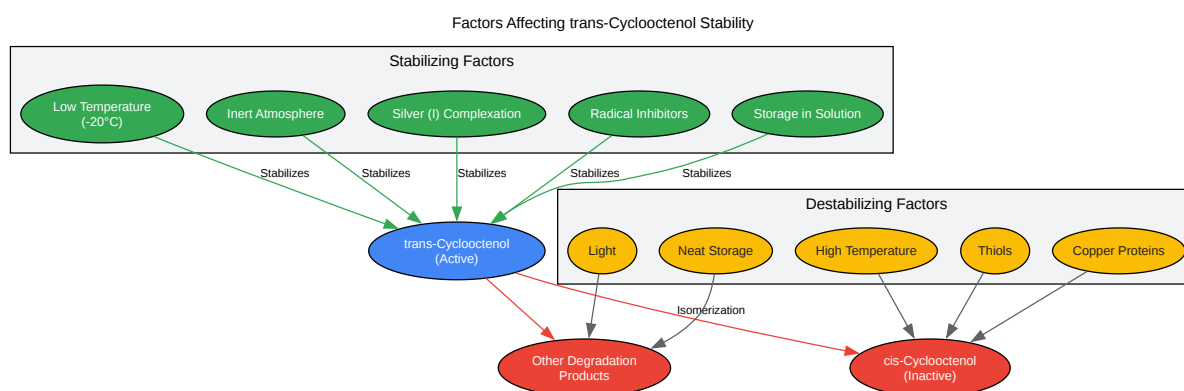 Factors Affecting trans-Cyclooctenol Stability
Stabilizing Factors
Low Temperature
(-20°C)
Inert Atmosphere
Silver (I) Complexation
Radical Inhibitors
Storage in Solution
Stabilizes
Stabilizes
Stabilizes
Stabilizes
Stabilizes
Destabilizing Factors
trans-Cyclooctenol
(Active)
Light
Neat Storage
High Temperature
Thiols
Copper Proteins
Isomerization
Other Degradation
Products
cis-Cyclooctenol
(Inactive)